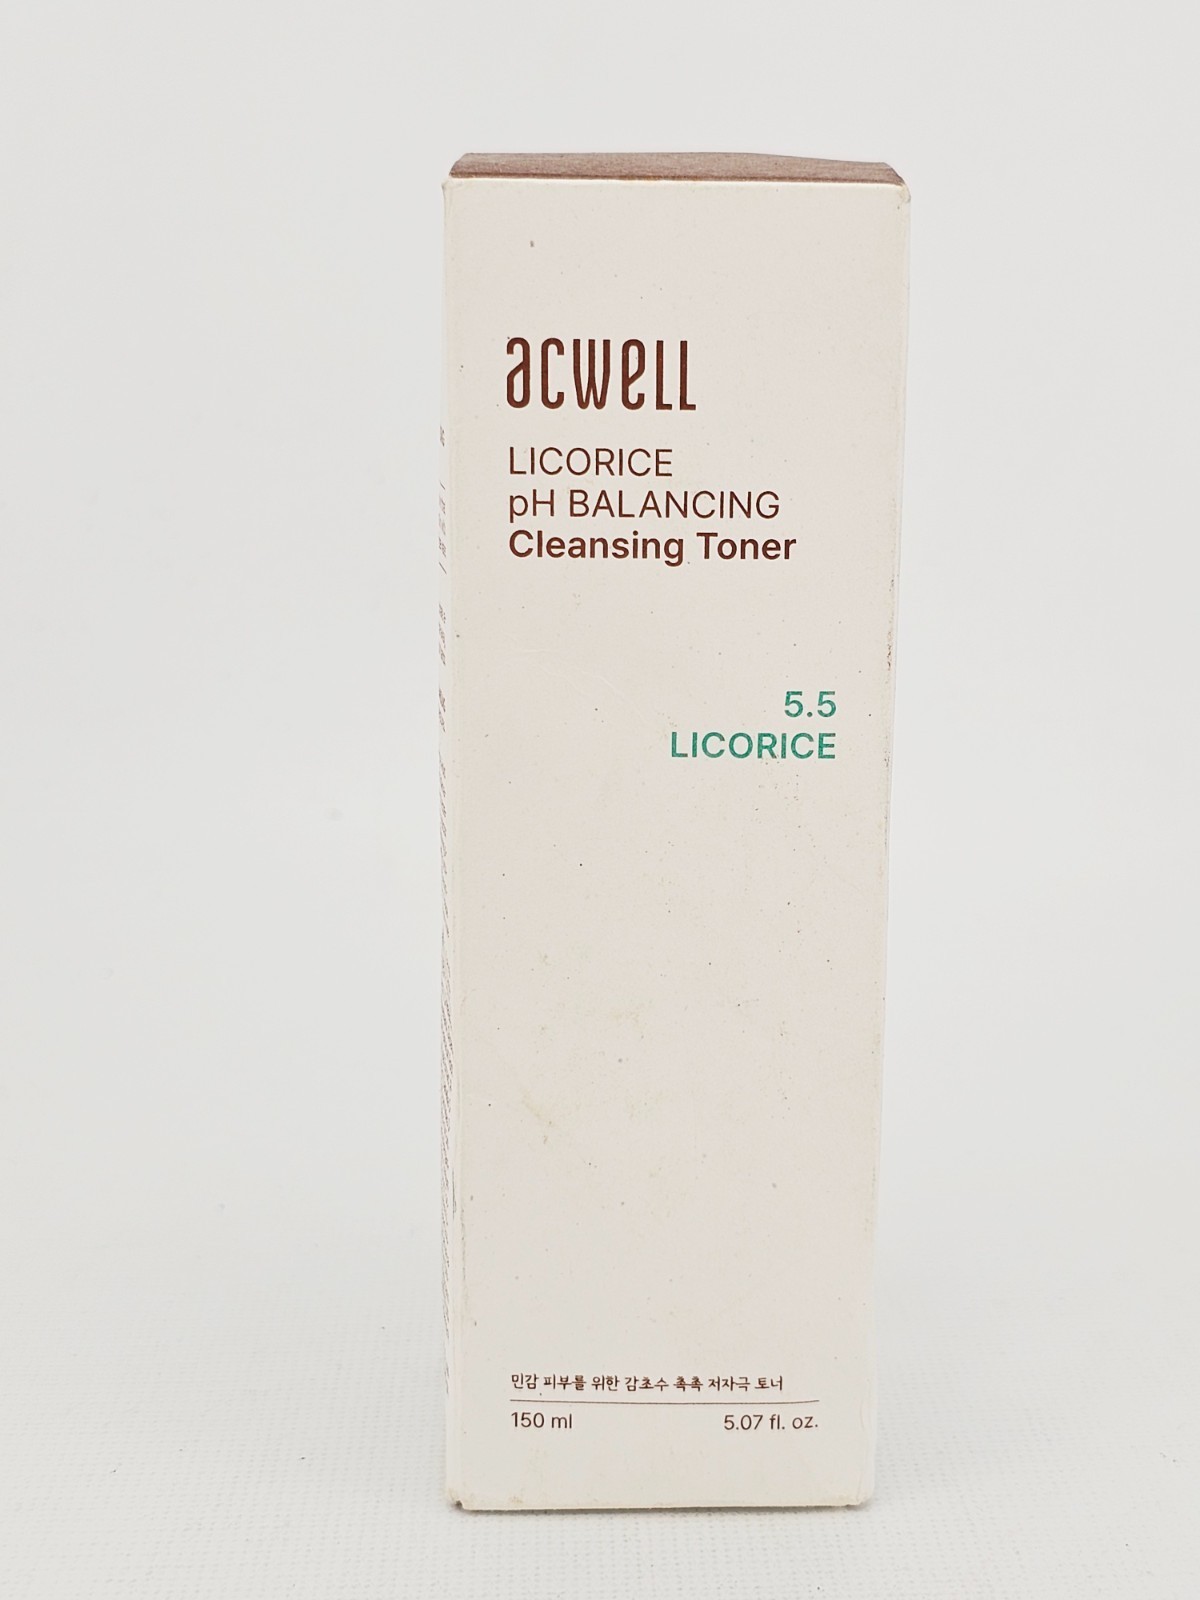 acwell
LICORICE
pH BALANCING
Cleansing Toner
5.5
LICORICE
민감 피부를 위한 감초수 촉촉 저자극 토너
150 ml 5.07 fl. oz.